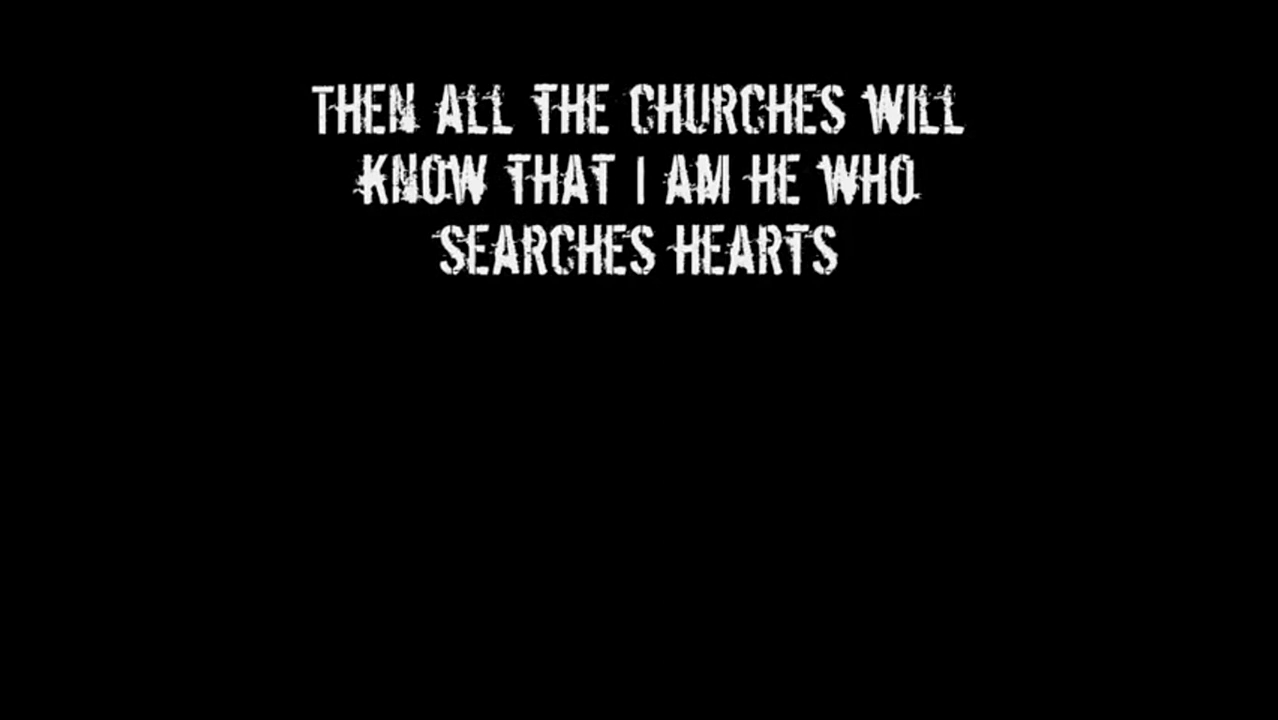 THEN ALL THE CHURCHES WILL
KNOW THAT I AM HE WHO
SEARCHES HEARTS